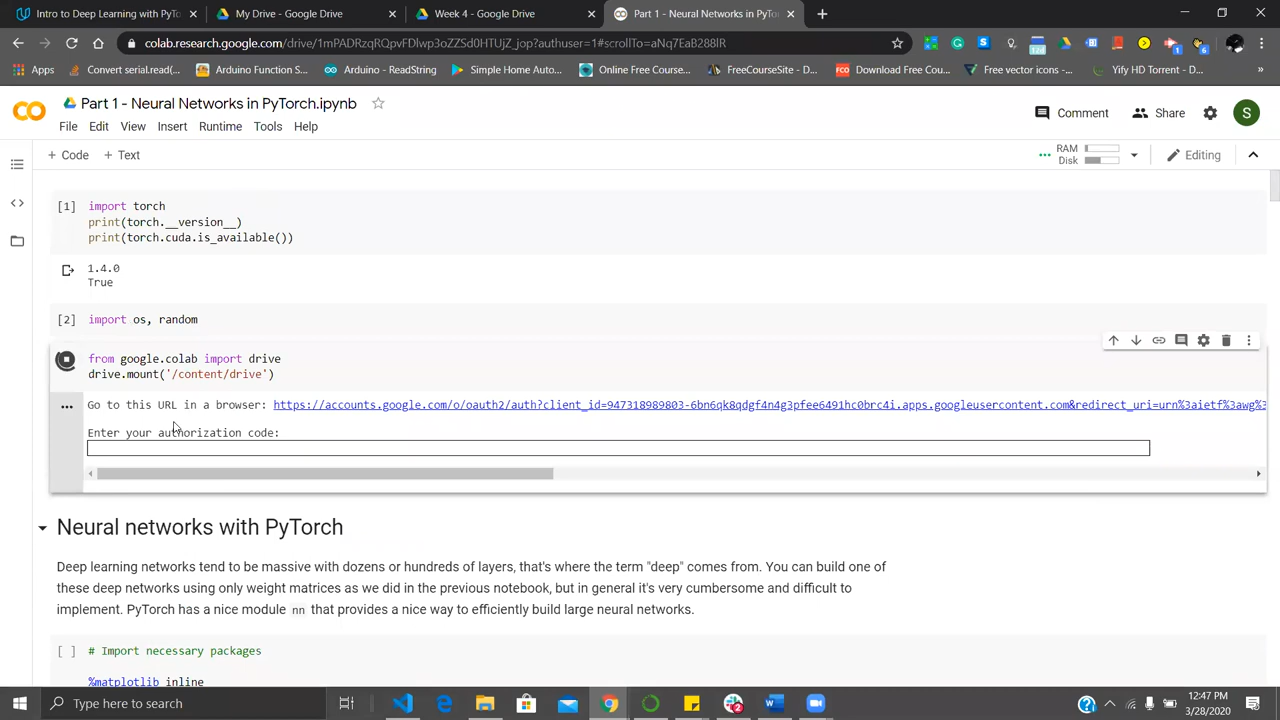 Intro to Deep Learning with PyT
My Drive - Google Drive
Week 4 - Google Drive
Part 1 - Neural Networks in PyTo
colab.research.google.com/drive/1mPADRzqRQpvFDlwp3oZZSd0HTUjZ_jop?authuser=1#scrollTo=aNq7EaB288lR
Apps
Convert serial.read(...
Arduino Function S...
Arduino - ReadString
Simple Home Auto...
Online Free Course...
FreeCourseSite - D...
Download Free Cou...
Free vector icons -...
Yify HD Torrent - D...
Part 1 - Neural Networks in PyTorch.ipynb
Comment
Share
S
File Edit View Insert Runtime Tools Help
+ Code + Text
RAM
Disk
Editing
[1] import torch
print(torch.__version__)
print(torch.cuda.is_available())
1.4.0
True
[2] import os, random
from google.colab import drive
drive.mount('/content/drive')
Go to this URL in a browser: https://accounts.google.com/o/oauth2/auth?client_id=947318989803-6bn6qk8qdgf4n4g3pfee6491hc0brc4i.apps.googleusercontent.com&redirect_uri=urn%3aietf%3awg%3
Enter your authorization code:
Neural networks with PyTorch
Deep learning networks tend to be massive with dozens or hundreds of layers, that's where the term "deep" comes from. You can build one of
these deep networks using only weight matrices as we did in the previous notebook, but in general it's very cumbersome and difficult to
implement. PyTorch has a nice module nn that provides a nice way to efficiently build large neural networks.
[ ] # Import necessary packages
%matplotlib inline
Type here to search
12:47 PM
3/28/2020